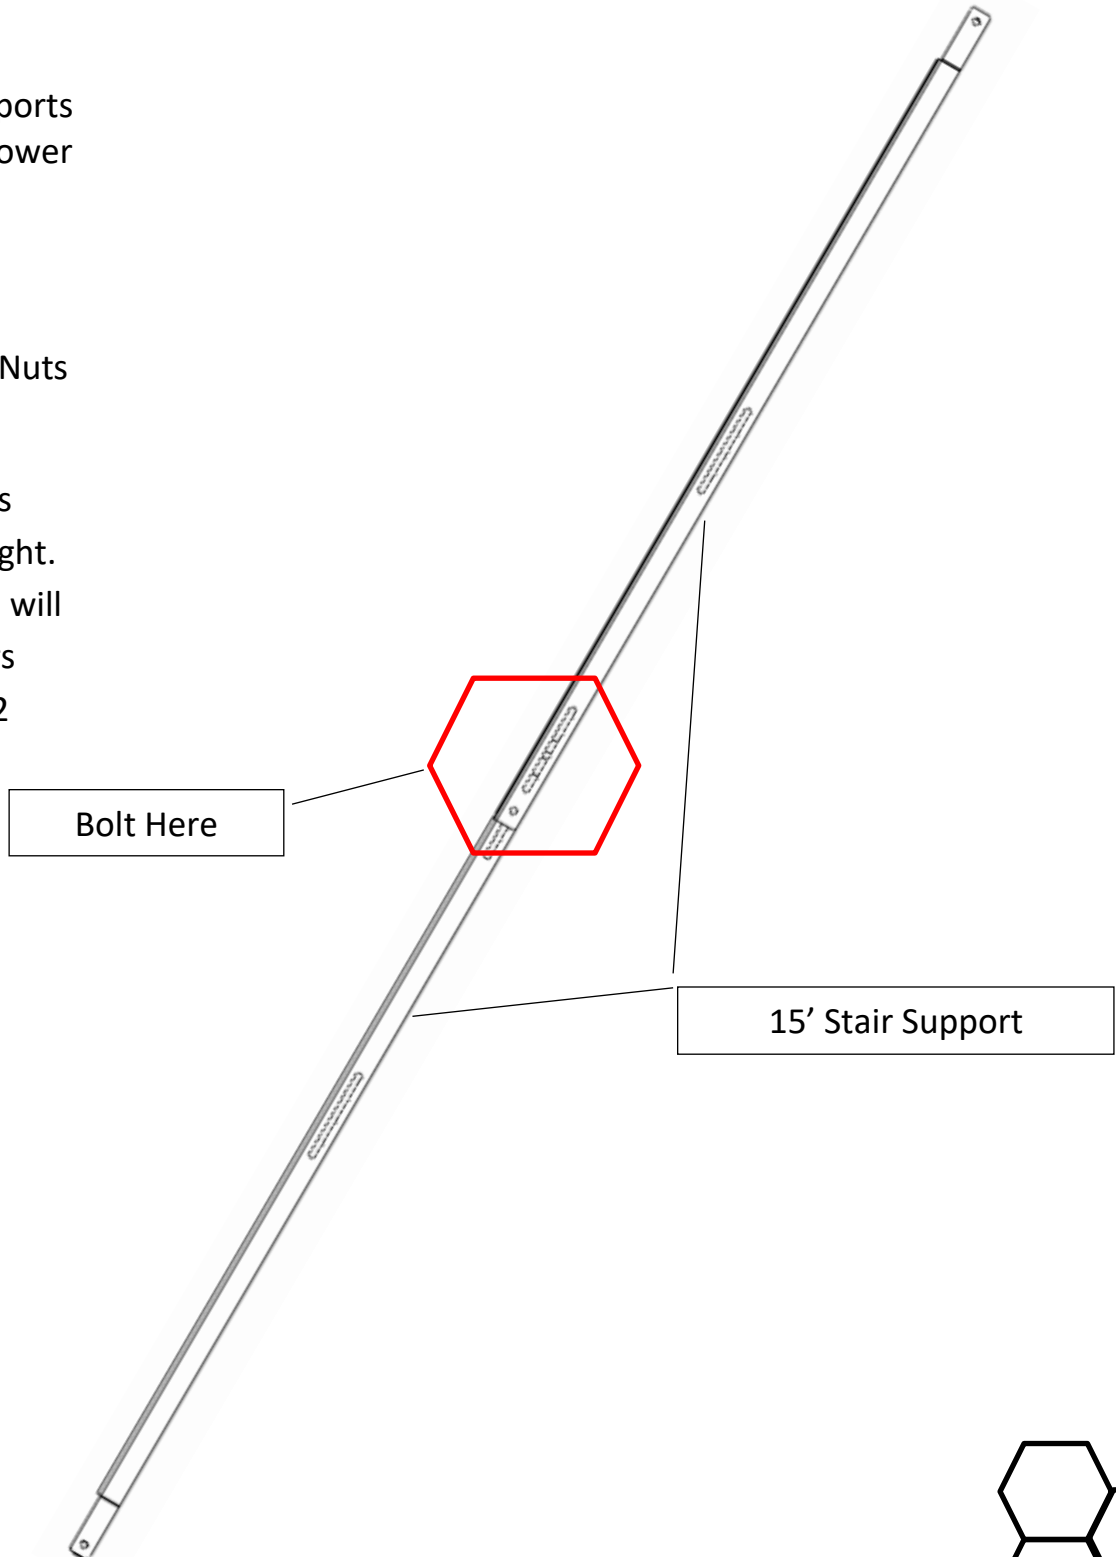 ports
ower
Nuts
s
ght.
will
s
2
Bolt Here
15’ Stair Support